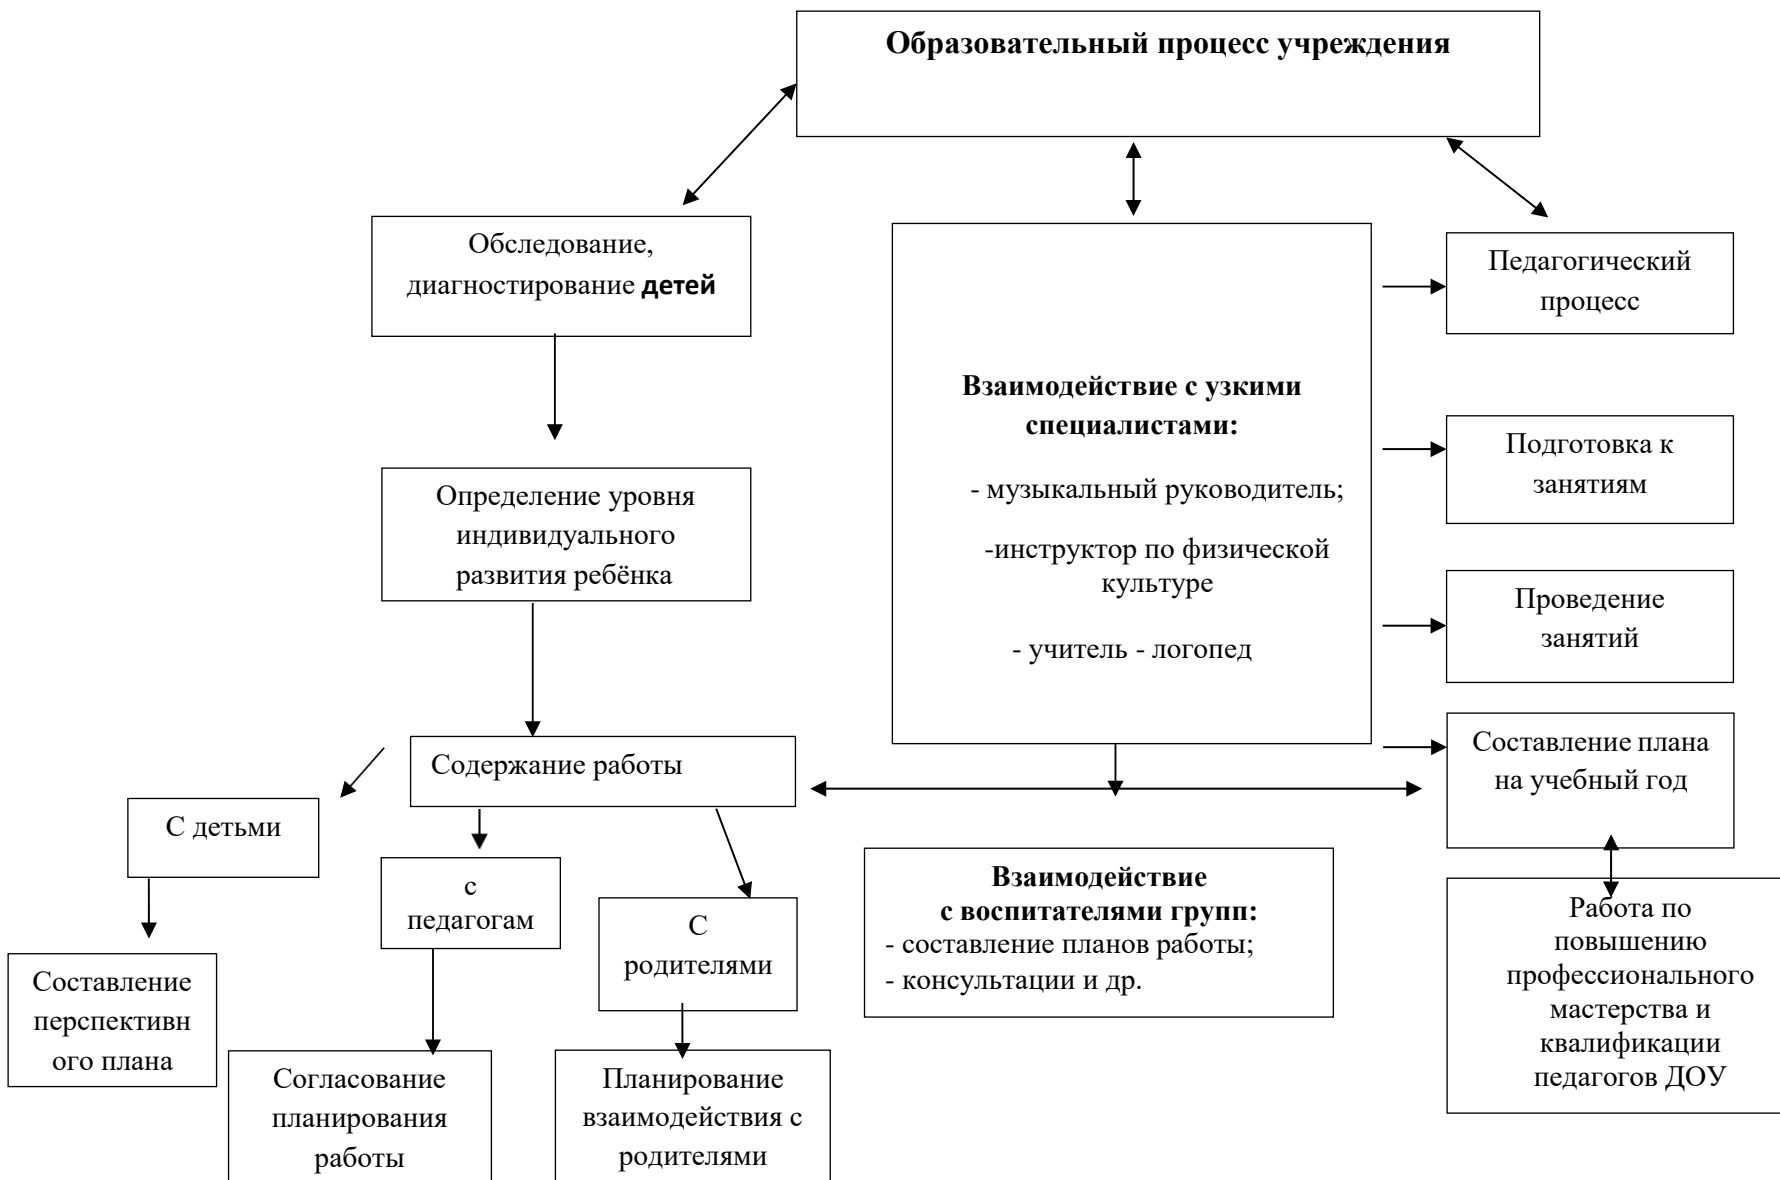 Образовательный процесс учреждения
Обследование,
диагностирование детей
Определение уровня
индивидуального
развития ребёнка
Содержание работы
С детьми
с
педагогам
С
родителями
Составление
перспективн
ого плана
Согласование
планирования
работы
Планирование
взаимодействия с
родителями
Взаимодействие с узкими
специалистами:
- музыкальный руководитель;
-инструктор по физической
культуре
- учитель - логопед
Взаимодействие
с воспитателями групп:
- составление планов работы;
- консультации и др.
Педагогический
процесс
Подготовка к
занятиям
Проведение
занятий
Составление плана
на учебный год
Работа по
повышению
профессионального
мастерства и
квалификации
педагогов ДОУ